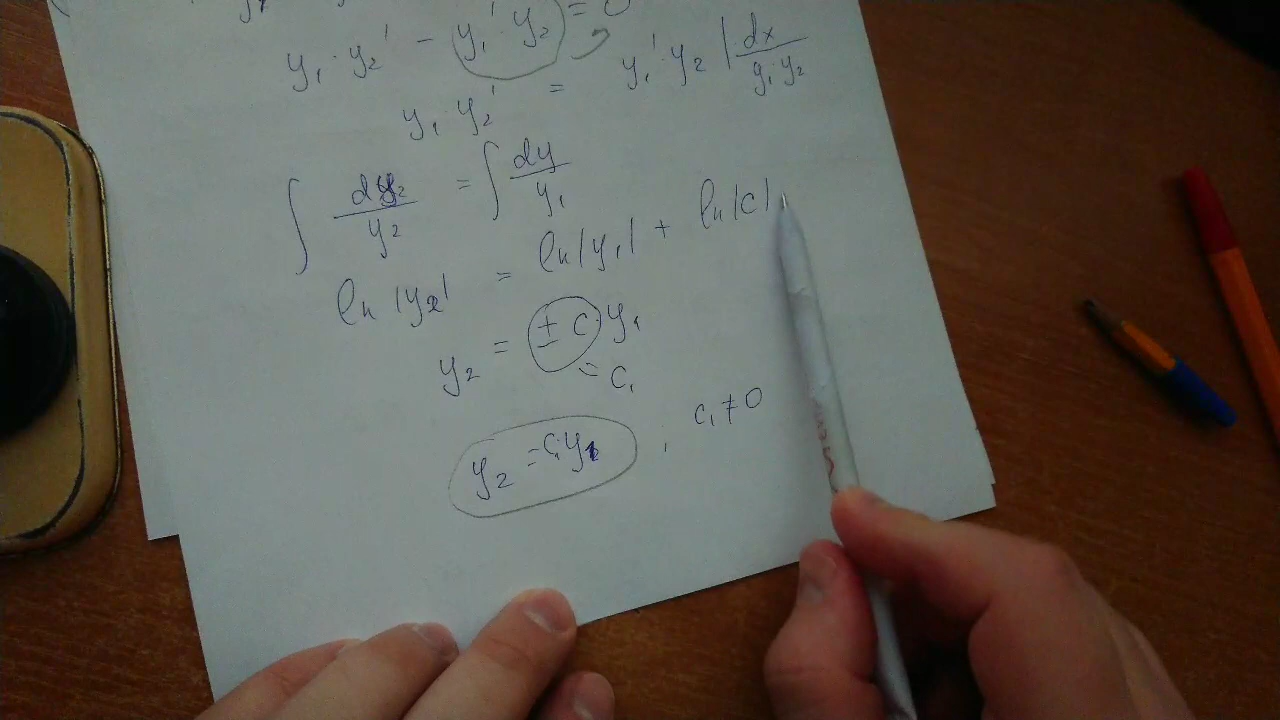 y₁·y₂' − y₁'·y₂ = 0
y₁·y₂' = y₁'·y₂ | dx/(y₁·y₂)
∫ dy₂/y₂ = ∫ dy/y₁
ln |y₂| = ln |y₁| + ln |c|
y₂ = ± c·y₁
= c₁
y₂ = c₁y₁ , c₁ ≠ 0